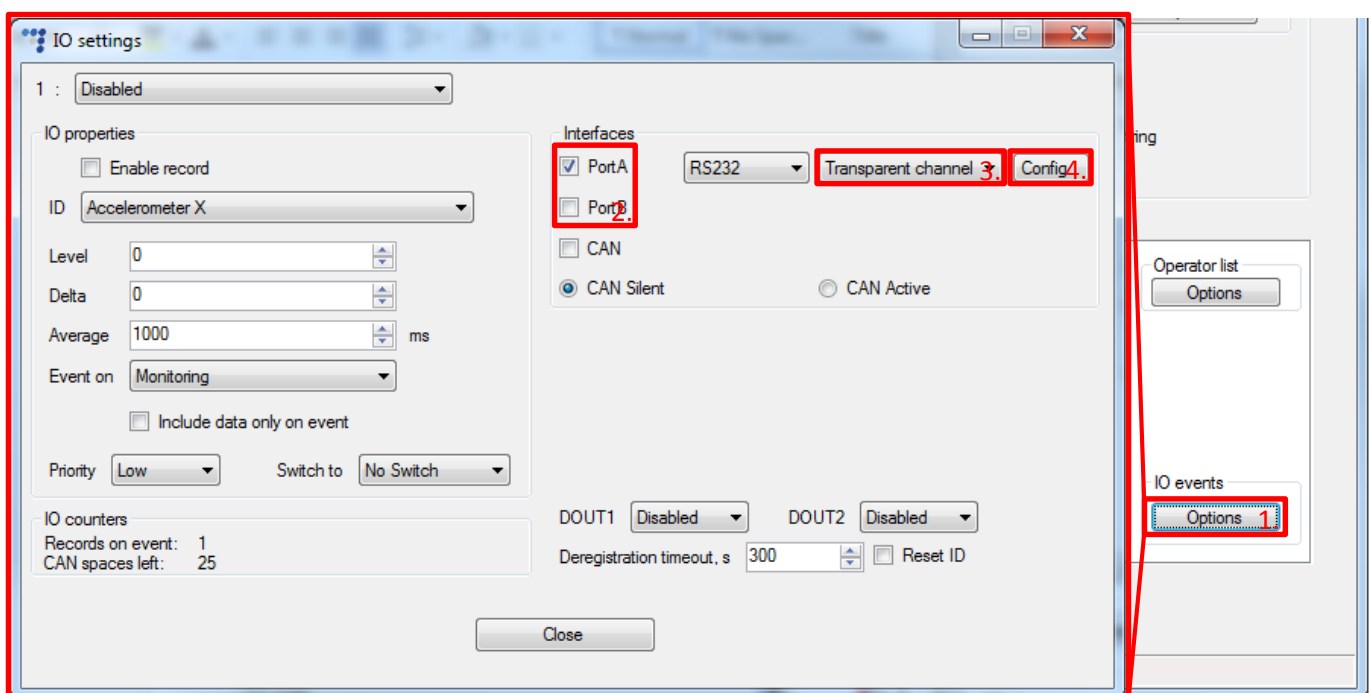 IO settings
1 : Disabled
IO properties
Enable record
ID Accelerometer X
Level 0
Delta 0
Average 1000 ms
Event on Monitoring
Include data only on event
Priority Low Switch to No Switch
IO counters
Records on event: 1
CAN spaces left: 25
Interfaces
PortA RS232 Transparent channel 3. Config 4.
PortB 2.
CAN
CAN Silent CAN Active
DOUT1 Disabled DOUT2 Disabled
Deregistration timeout, s 300 Reset ID
Close
Operator list
Options
IO events
Options 1.